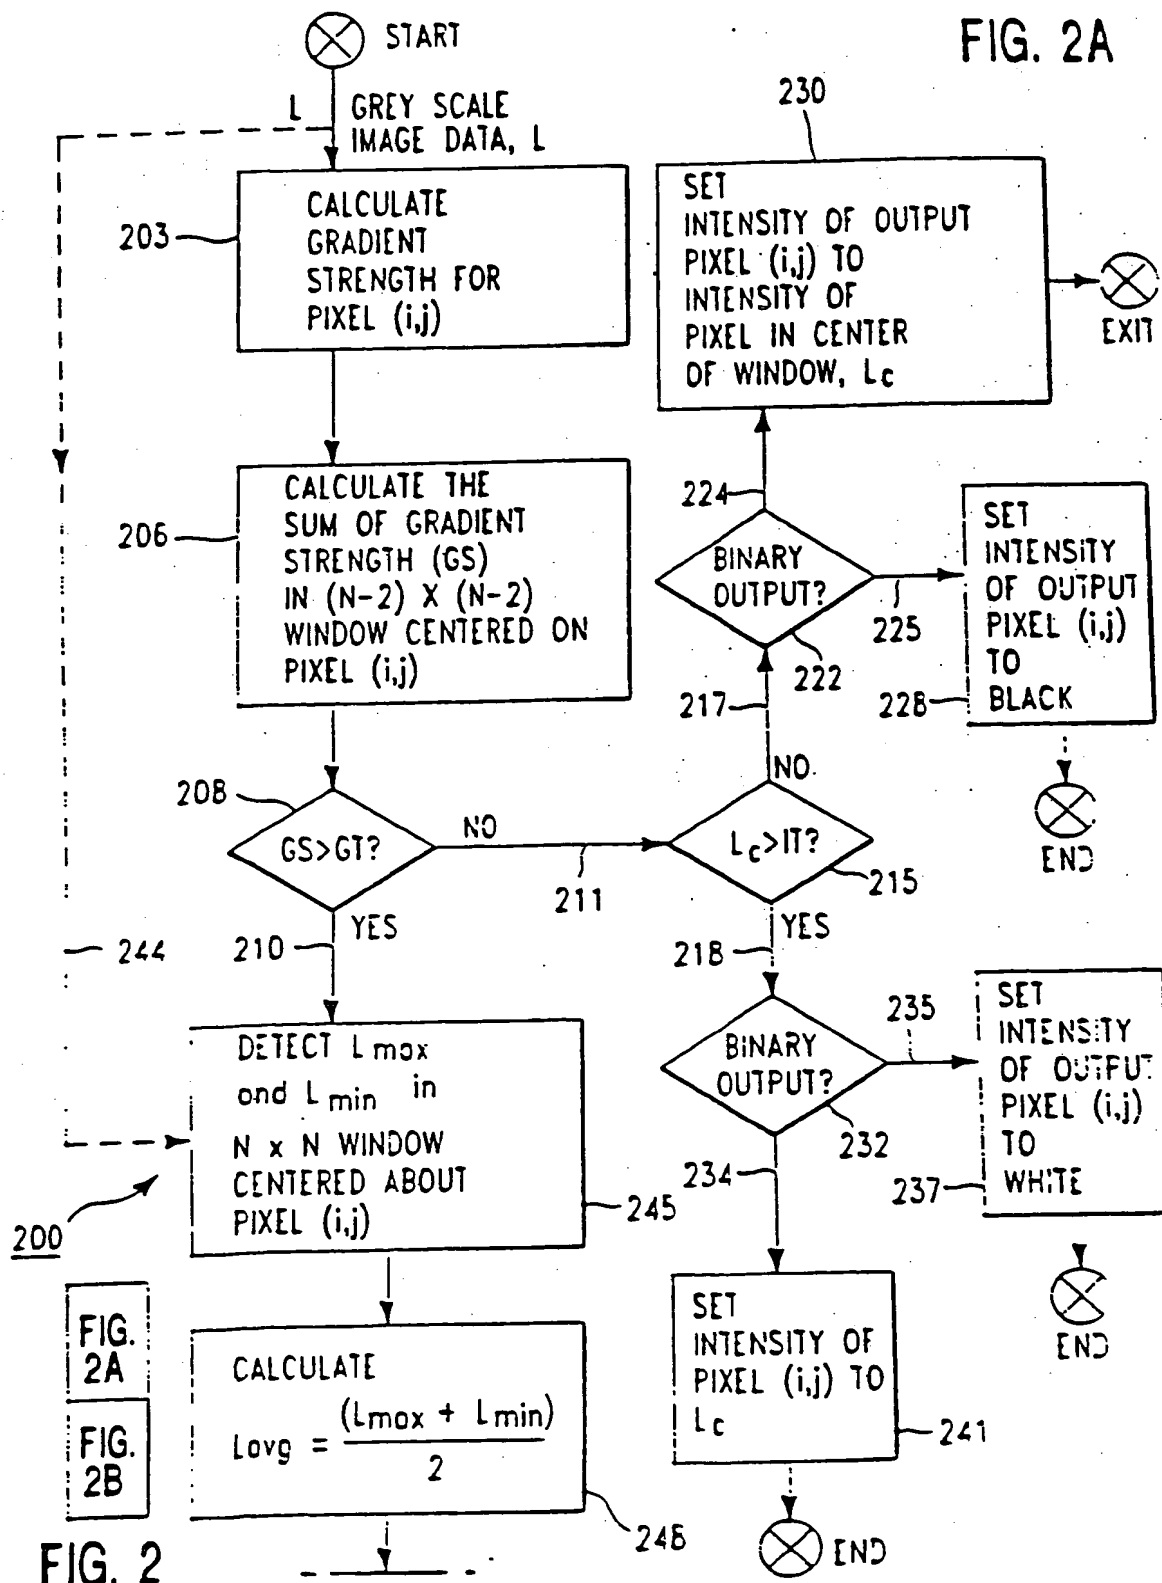 START
FIG. 2A
L
GREY SCALE
IMAGE DATA, L
230
203
CALCULATE
GRADIENT
STRENGTH FOR
PIXEL (i,j)
SET
INTENSITY OF OUTPUT
PIXEL (i,j) TO
INTENSITY OF
PIXEL IN CENTER
OF WINDOW, Lc
EXIT
206
CALCULATE THE
SUM OF GRADIENT
STRENGTH (GS)
IN (N-2) X (N-2)
WINDOW CENTERED ON
PIXEL (i,j)
224
BINARY
OUTPUT?
222
225
SET
INTENSITY
OF OUTPUT
PIXEL (i,j)
TO
BLACK
228
END
217
NO
208
GS>GT?
NO
211
Lc>IT?
215
YES
210
YES
218
244
DETECT Lmax
and Lmin in
N x N WINDOW
CENTERED ABOUT
PIXEL (i,j)
245
200
BINARY
OUTPUT?
232
235
SET
INTENSITY
OF OUTPUT
PIXEL (i,j)
TO
WHITE
237
END
234
SET
INTENSITY OF
PIXEL (i,j) TO
Lc
241
END
CALCULATE
Lavg = (Lmax + Lmin)
2
248
FIG.
2A
FIG.
2B
FIG. 2